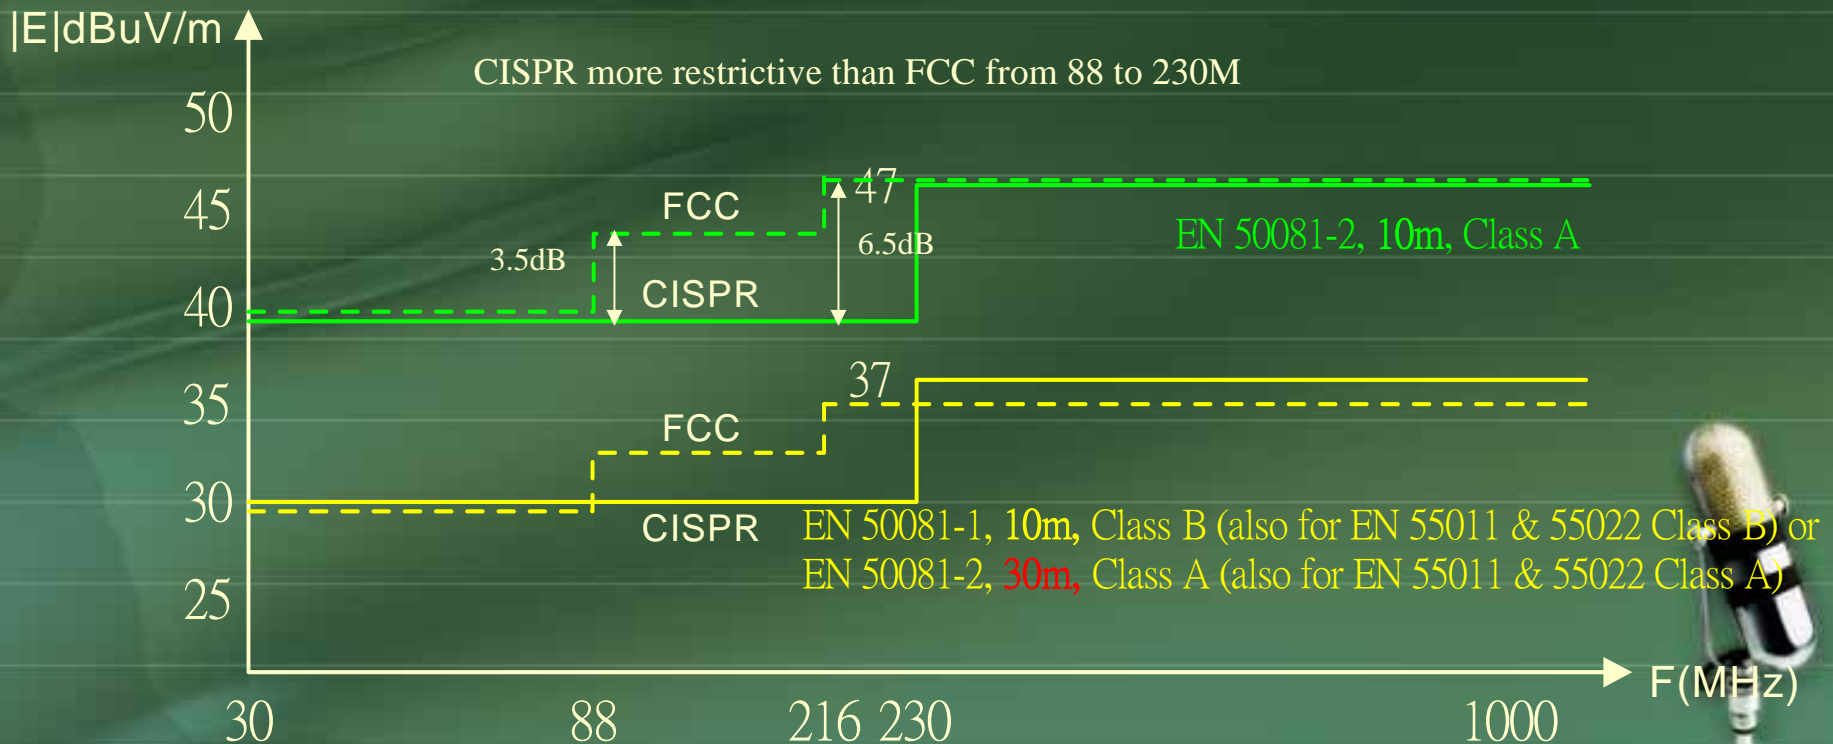 |E|dBuV/m
CISPR more restrictive than FCC from 88 to 230M
50
47
45
FCC
6.5dB
EN 50081-2, 10m, Class A
3.5dB
CISPR
40
37
35
FCC
30
CISPR
EN 50081-1, 10m, Class B (also for EN 55011 & 55022 Class B) or
EN 50081-2, 30m, Class A (also for EN 55011 & 55022 Class A)
25
F(MHz)
30 88 216 230 1000